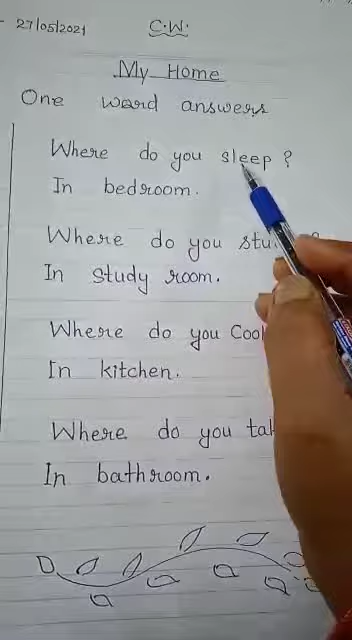 27/05/2021 C.W.
My Home
One word answers
Where do you sleep ?
In bedroom.
Where do you
In study room.
Where do you
In kitchen.
Where do you
In bathroom.